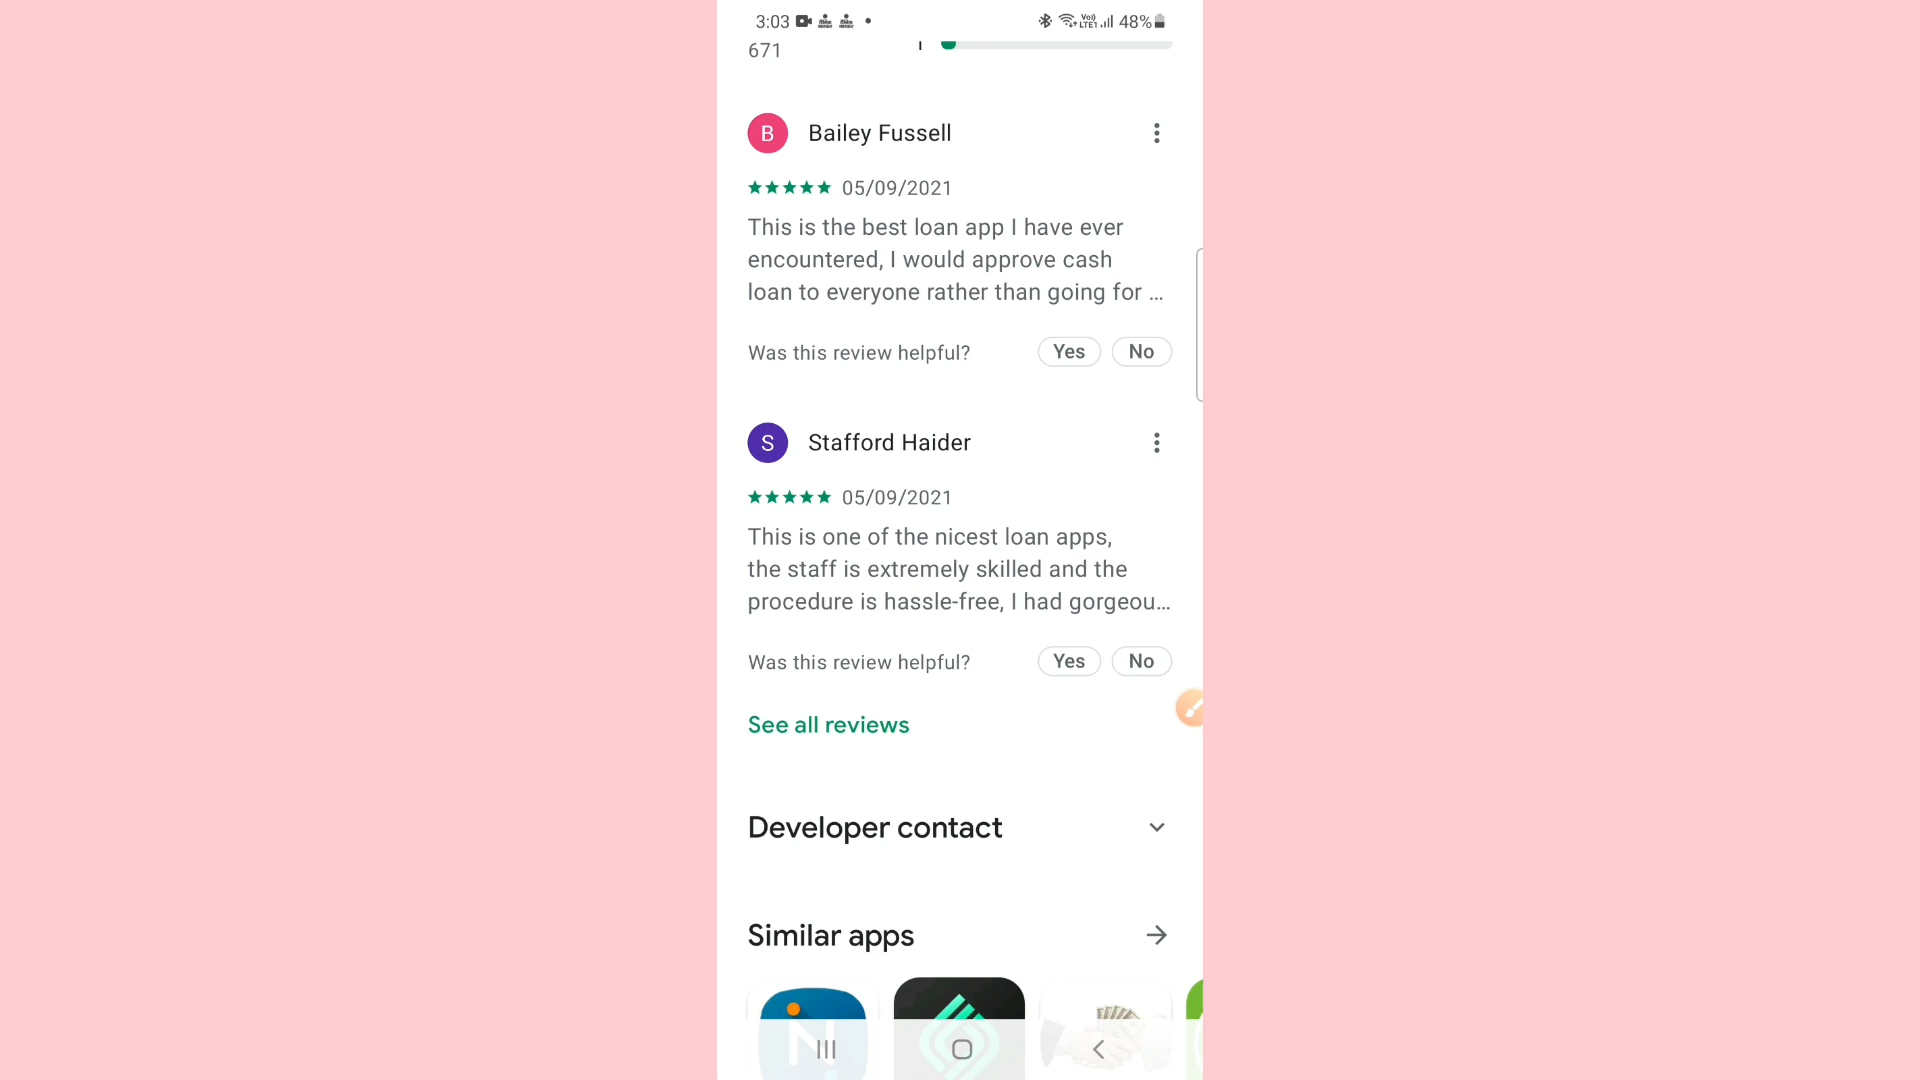 3:03 48%
671
B Bailey Fussell
05/09/2021
This is the best loan app I have ever
encountered, I would approve cash
loan to everyone rather than going for ...
Was this review helpful? Yes No
S Stafford Haider
05/09/2021
This is one of the nicest loan apps,
the staff is extremely skilled and the
procedure is hassle-free, I had gorgeou...
Was this review helpful? Yes No
See all reviews
Developer contact
Similar apps